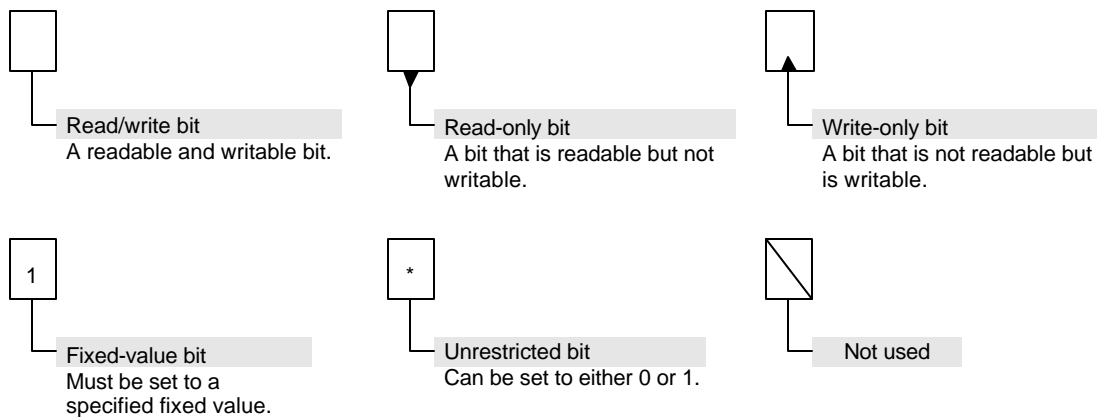 Read/write bit
A readable and writable bit.
Read-only bit
A bit that is readable but not
writable.
Write-only bit
A bit that is not readable but
is writable.
1
Fixed-value bit
Must be set to a
specified fixed value.
*
Unrestricted bit
Can be set to either 0 or 1.
Not used